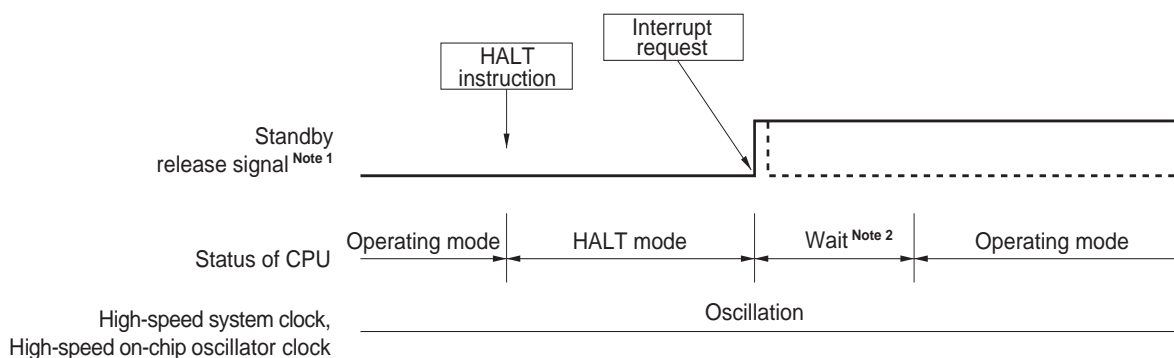 Interrupt
request
HALT
instruction
Standby
release signal Note 1
Operating mode
HALT mode
Wait Note 2
Operating mode
Status of CPU
Oscillation
High-speed system clock,
High-speed on-chip oscillator clock